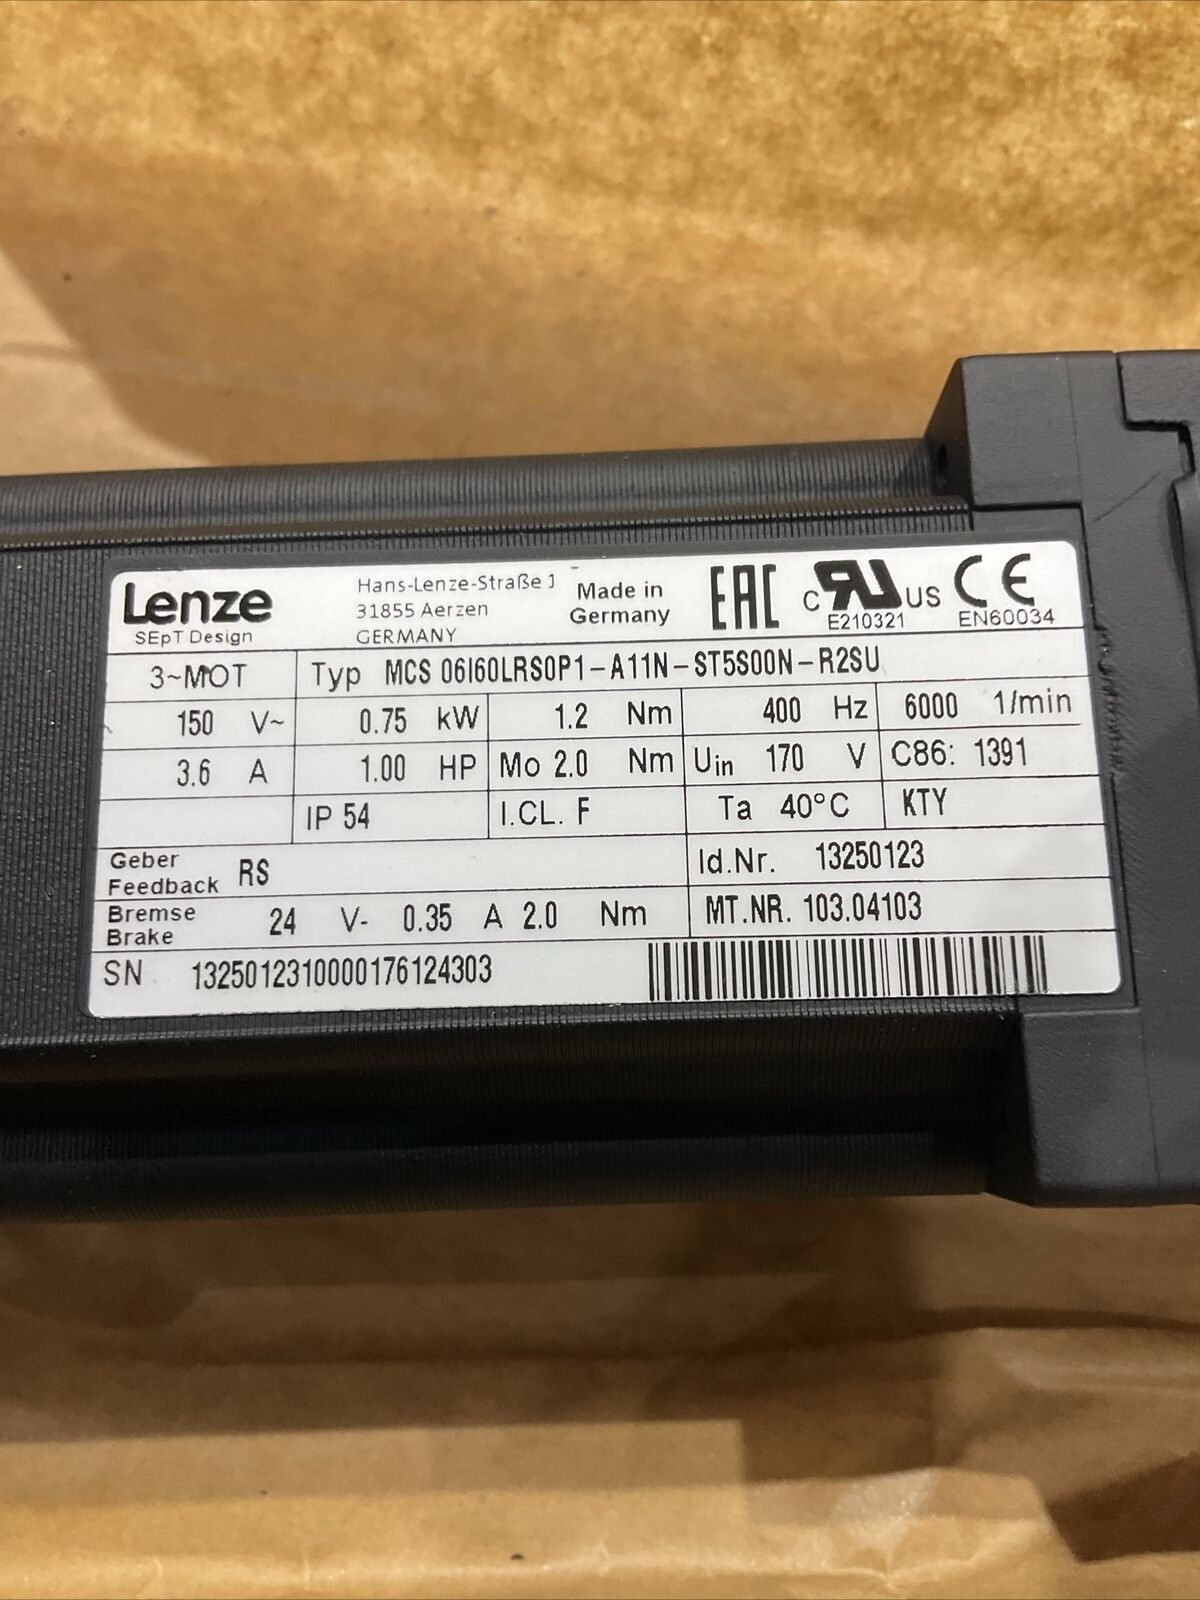 Lenze
SEpT Design
Hans-Lenze-Straße 1
31855 Aerzen
GERMANY
Made in
Germany
EAC
c RU US
E210321
CE
EN60034
3~MOT Typ MCS 06I60LRS0P1-A11N-ST5S00N-R2SU
150 V~ 0.75 kW 1.2 Nm 400 Hz 6000 1/min
3.6 A 1.00 HP Mo 2.0 Nm Uin 170 V C86: 1391
IP 54 I.CL. F Ta 40°C KTY
Geber
Feedback RS
Id.Nr. 13250123
Bremse
Brake 24 V- 0.35 A 2.0 Nm
MT.NR. 103.04103
SN 1325012310000176124303